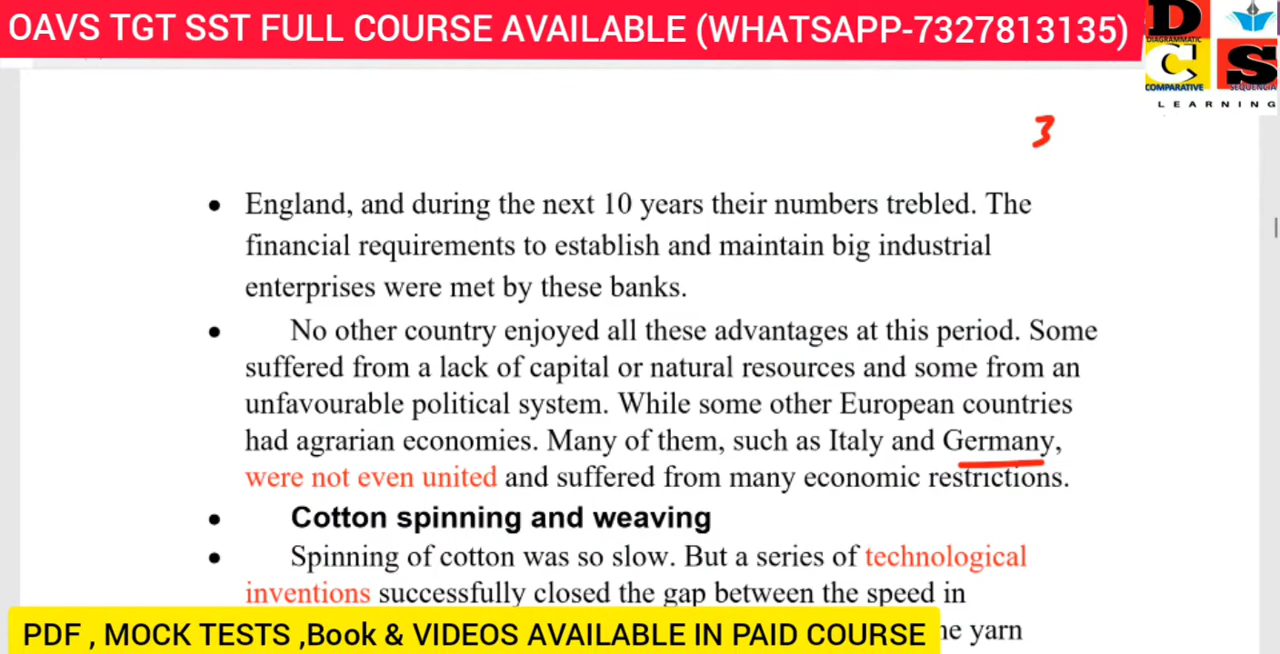 OAVS TGT SST FULL COURSE AVAILABLE (WHATSAPP-7327813135)
D
DIAGRAMMATIC
C
COMPARATIVE
S
LEARNING
3
• England, and during the next 10 years their numbers trebled. The
financial requirements to establish and maintain big industrial
enterprises were met by these banks.
• No other country enjoyed all these advantages at this period. Some
suffered from a lack of capital or natural resources and some from an
unfavourable political system. While some other European countries
had agrarian economies. Many of them, such as Italy and Germany,
were not even united and suffered from many economic restrictions.
• Cotton spinning and weaving
• Spinning of cotton was so slow. But a series of technological
inventions successfully closed the gap between the speed in
yarn
PDF , MOCK TESTS ,Book & VIDEOS AVAILABLE IN PAID COURSE